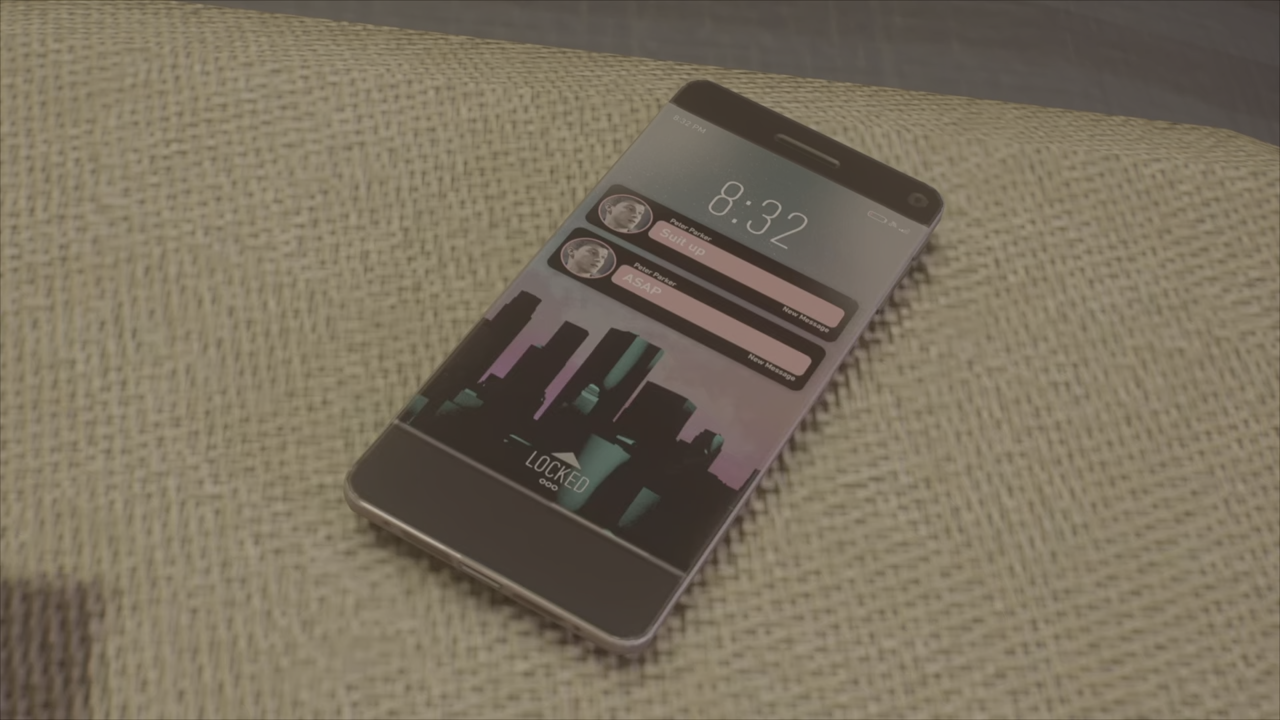 8:32 PM
8:32
Peter Parker
Suit up
New Message
Peter Parker
ASAP
New Message
LOCKED